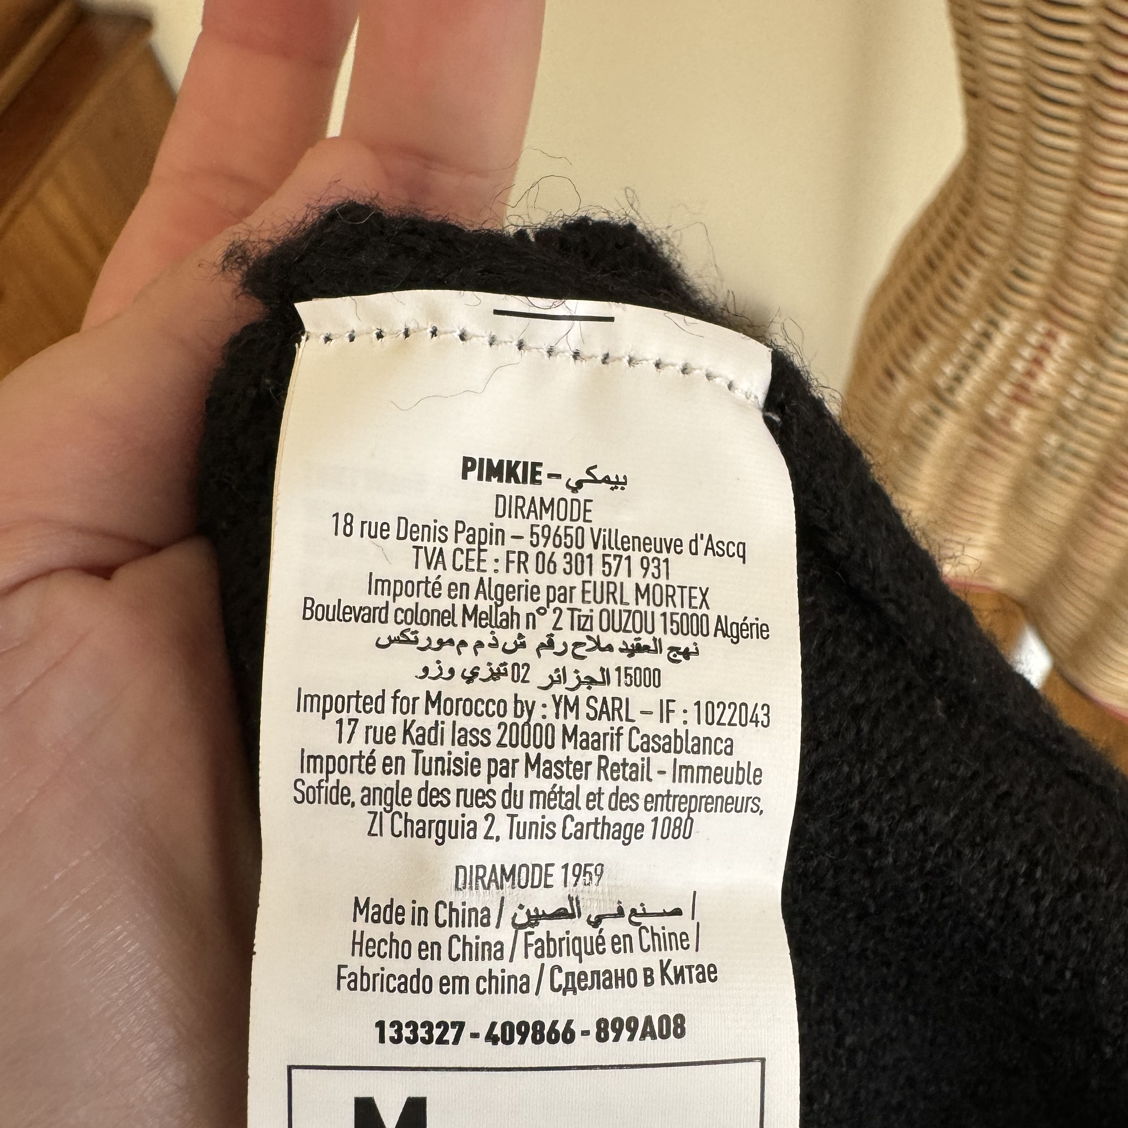 PIMKIE – بيمكي
DIRAMODE
18 rue Denis Papin – 59650 Villeneuve d'Ascq
TVA CEE : FR 06 301 571 931
Importé en Algerie par EURL MORTEX
Boulevard colonel Mellah n° 2 Tizi OUZOU 15000 Algérie
نهج العقيد ملاح رقم ش ذ م م مورتكس
15000 الجزائر 02 تيزي وزو
Imported for Morocco by : YM SARL – IF : 1022043
17 rue Kadi Iass 20000 Maarif Casablanca
Importé en Tunisie par Master Retail - Immeuble
Sofide, angle des rues du métal et des entrepreneurs,
ZI Charguia 2, Tunis Carthage 1080
DIRAMODE 1959
Made in China / صنع في الصين /
Hecho en China / Fabriqué en Chine /
Fabricado em china / Сделано в Китае
133327 - 409866 - 899A08
M